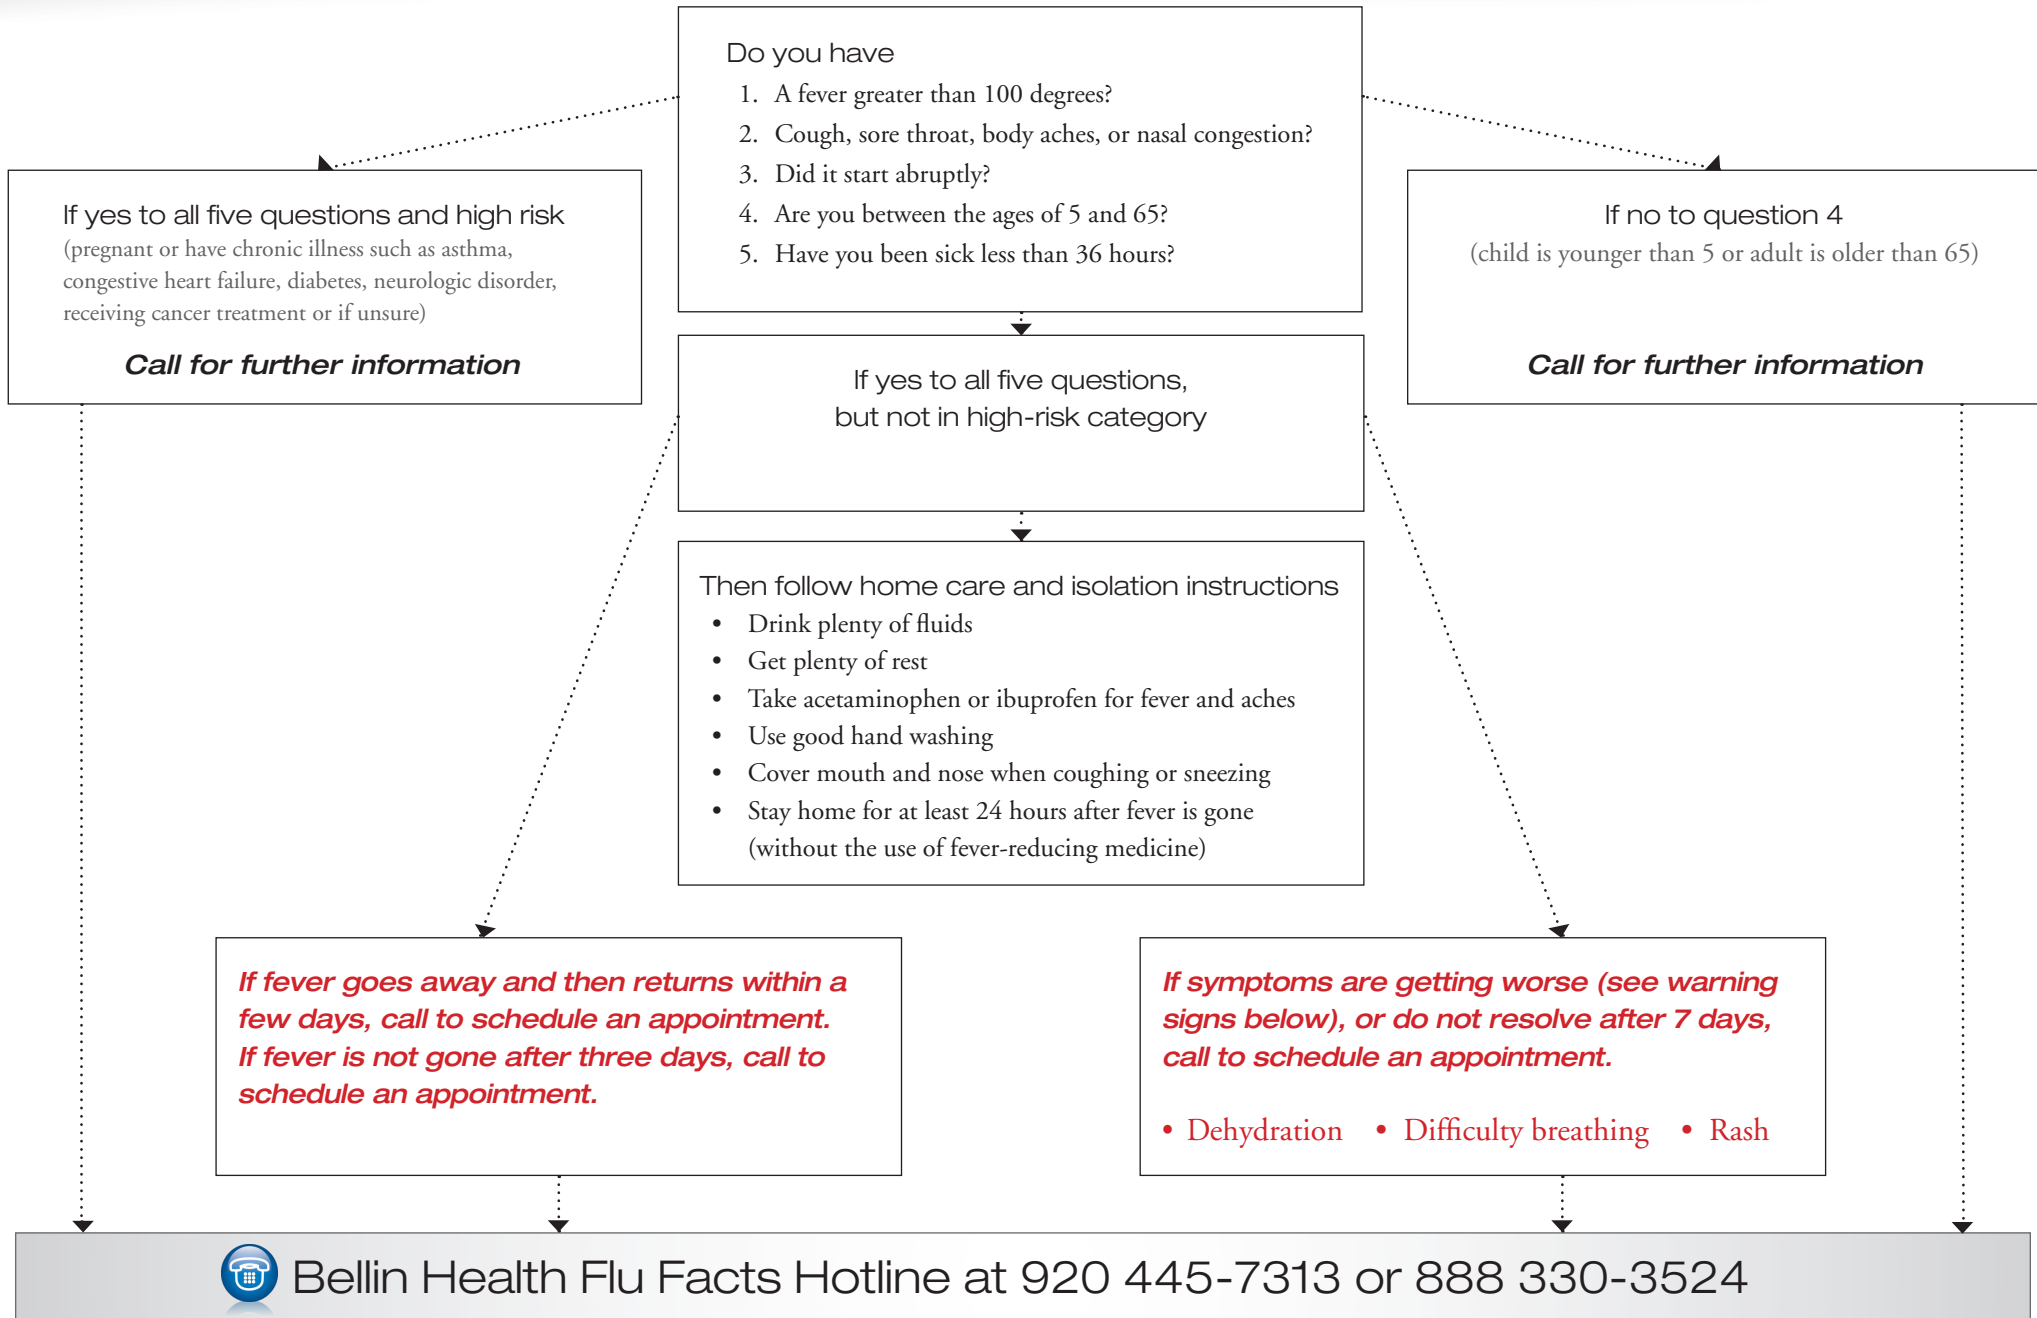 Do you have
1. A fever greater than 100 degrees?
2. Cough, sore throat, body aches, or nasal congestion?
3. Did it start abruptly?
4. Are you between the ages of 5 and 65?
5. Have you been sick less than 36 hours?
If yes to all five questions and high risk
(pregnant or have chronic illness such as asthma,
congestive heart failure, diabetes, neurologic disorder,
receiving cancer treatment or if unsure)
Call for further information
If no to question 4
(child is younger than 5 or adult is older than 65)
Call for further information
If yes to all five questions,
but not in high-risk category
Then follow home care and isolation instructions
• Drink plenty of fluids
• Get plenty of rest
• Take acetaminophen or ibuprofen for fever and aches
• Use good hand washing
• Cover mouth and nose when coughing or sneezing
• Stay home for at least 24 hours after fever is gone
(without the use of fever-reducing medicine)
If fever goes away and then returns within a
few days, call to schedule an appointment.
If fever is not gone after three days, call to
schedule an appointment.
If symptoms are getting worse (see warning
signs below), or do not resolve after 7 days,
call to schedule an appointment.
• Dehydration • Difficulty breathing • Rash
Bellin Health Flu Facts Hotline at 920 445-7313 or 888 330-3524